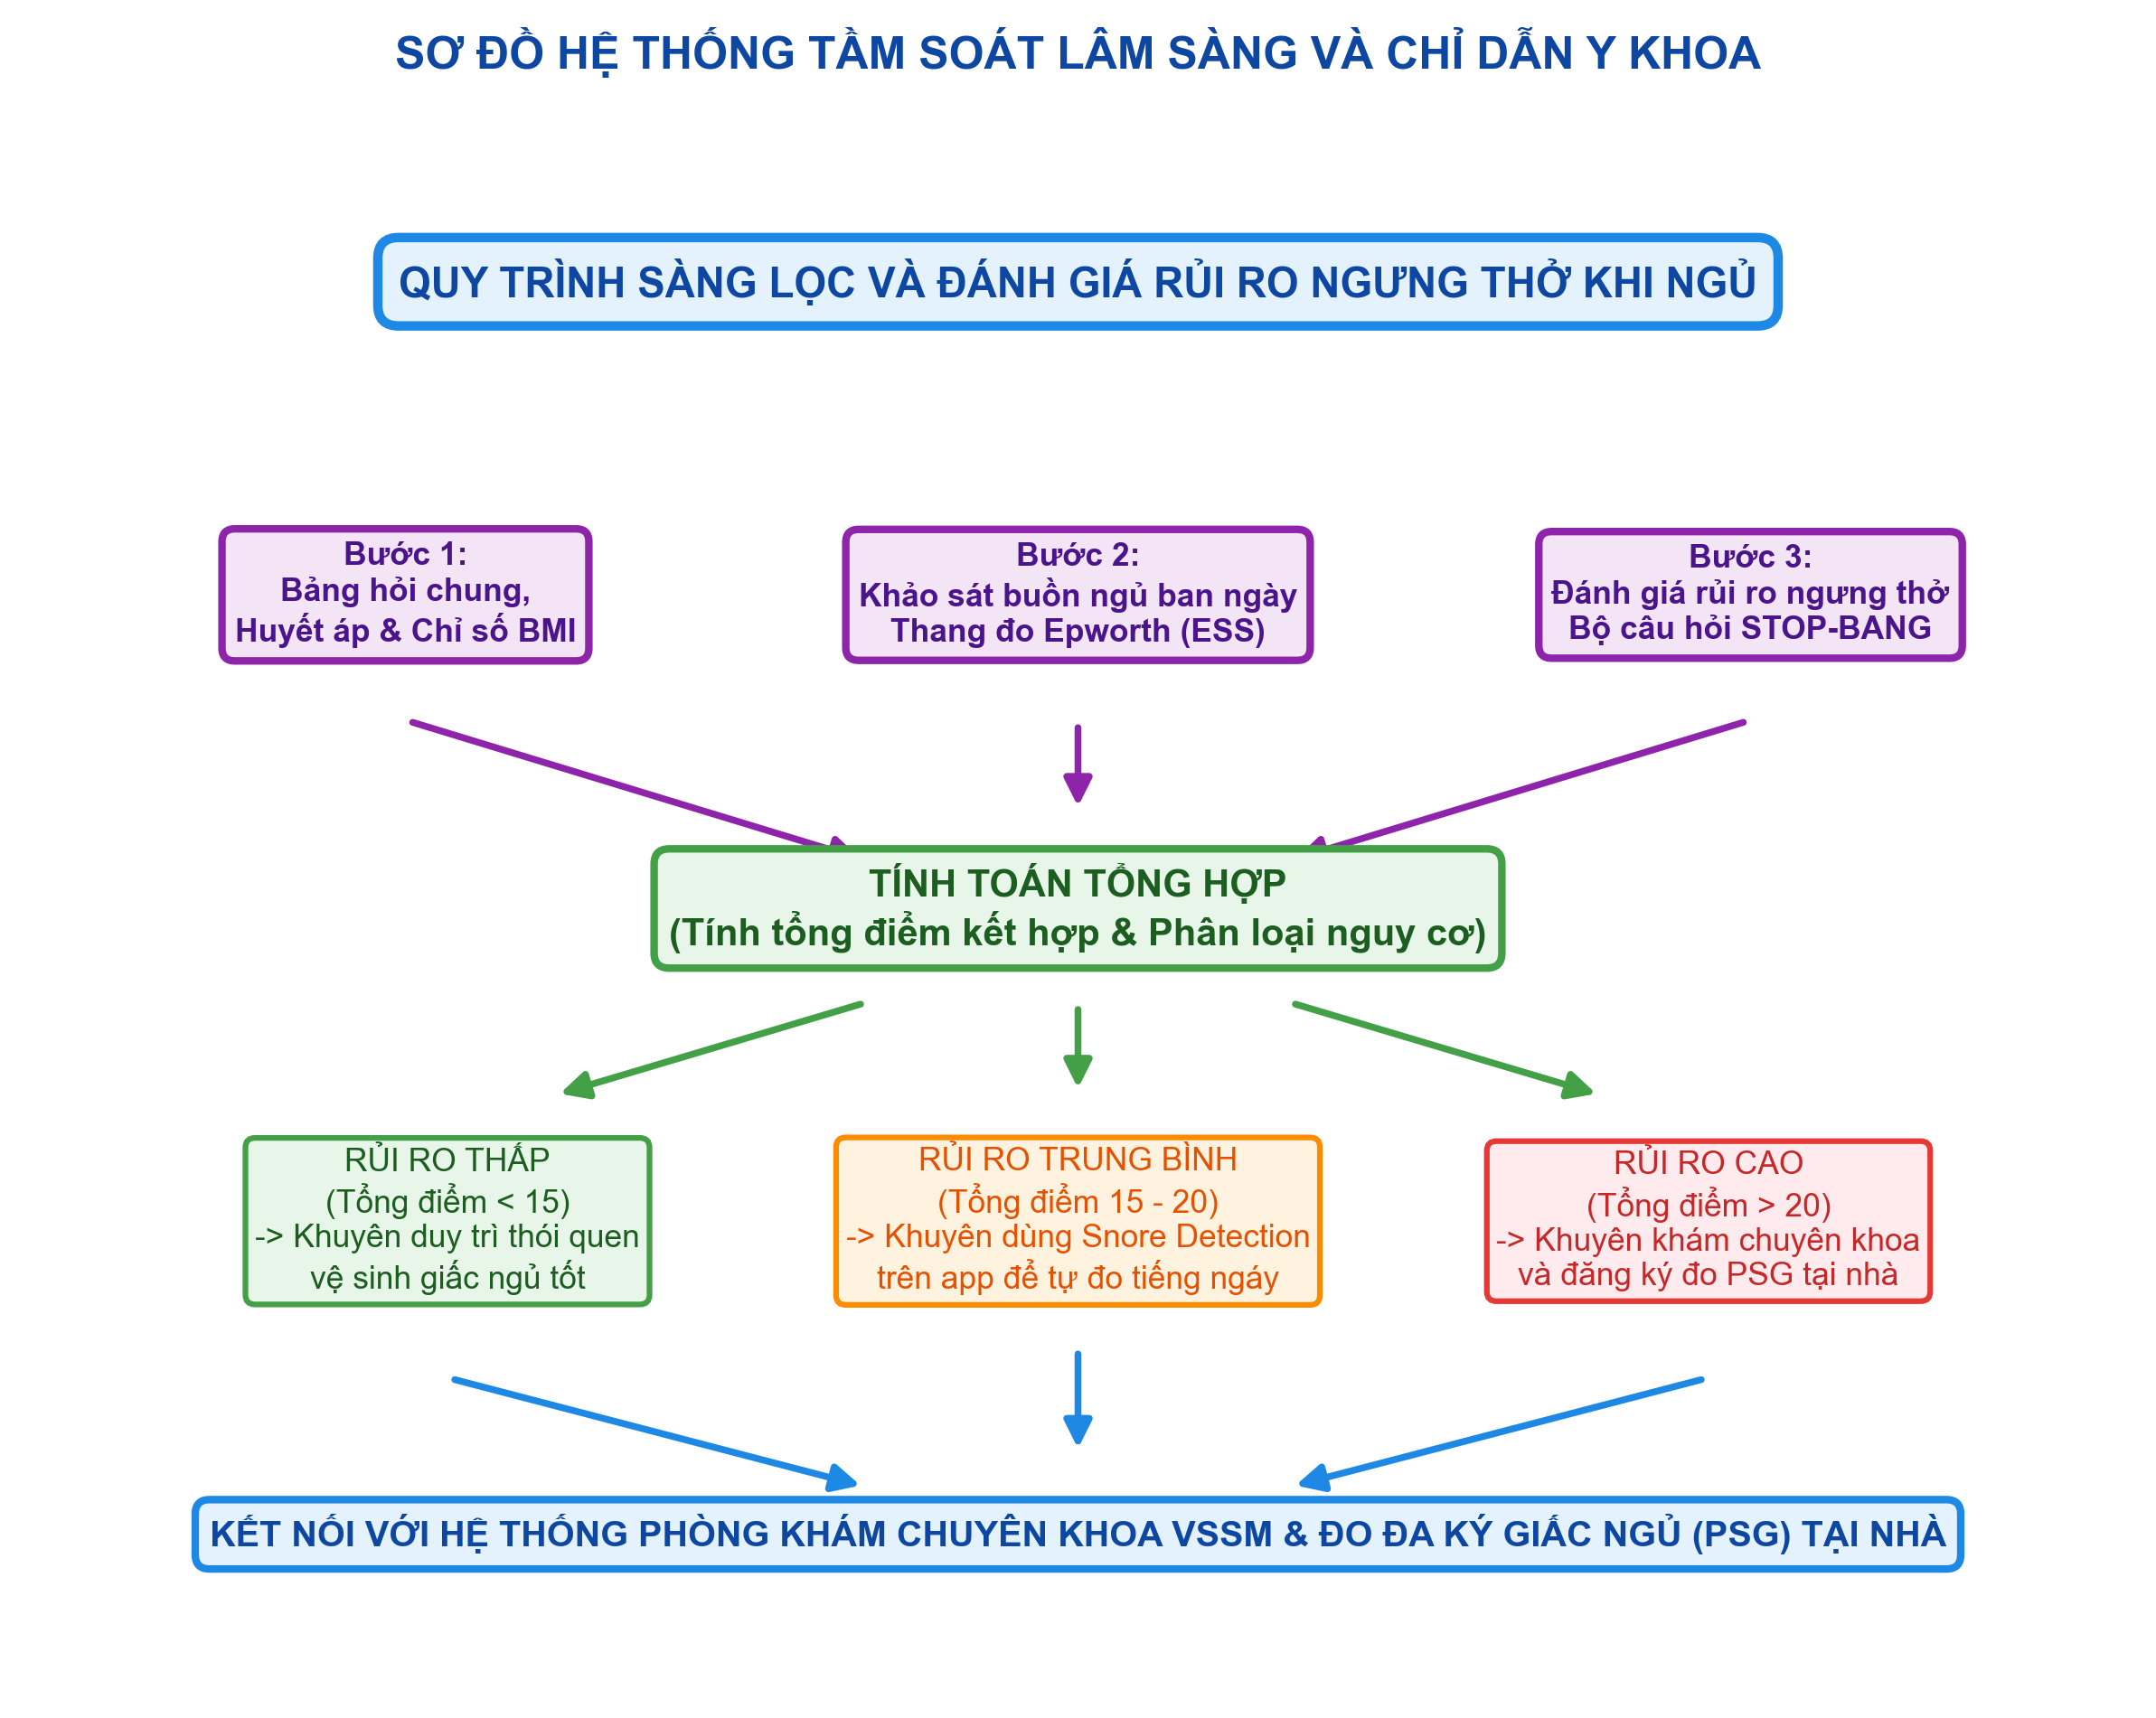 SƠ ĐỒ HỆ THỐNG TẦM SOÁT LÂM SÀNG VÀ CHỈ DẪN Y KHOA
QUY TRÌNH SÀNG LỌC VÀ ĐÁNH GIÁ RỦI RO NGƯNG THỞ KHI NGỦ
Bước 1:
Bảng hỏi chung,
Huyết áp & Chỉ số BMI
Bước 2:
Khảo sát buồn ngủ ban ngày
Thang đo Epworth (ESS)
Bước 3:
Đánh giá rủi ro ngưng thở
Bộ câu hỏi STOP-BANG
TÍNH TOÁN TỔNG HỢP
(Tính tổng điểm kết hợp & Phân loại nguy cơ)
RỦI RO THẤP
(Tổng điểm < 15)
-> Khuyên duy trì thói quen
vệ sinh giấc ngủ tốt
RỦI RO TRUNG BÌNH
(Tổng điểm 15 - 20)
-> Khuyên dùng Snore Detection
trên app để tự đo tiếng ngáy
RỦI RO CAO
(Tổng điểm > 20)
-> Khuyên khám chuyên khoa
và đăng ký đo PSG tại nhà
KẾT NỐI VỚI HỆ THỐNG PHÒNG KHÁM CHUYÊN KHOA VSSM & ĐO ĐA KÝ GIẤC NGỦ (PSG) TẠI NHÀ